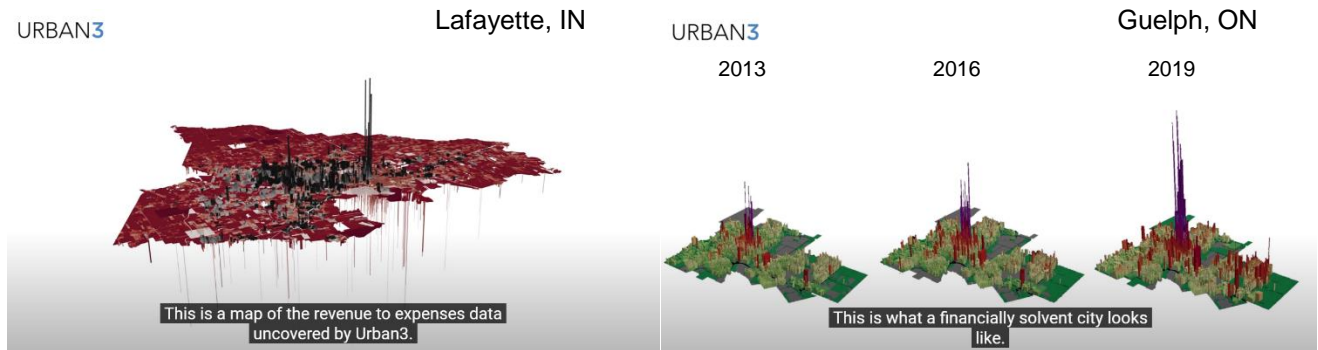 URBAN3
Lafayette, IN
This is a map of the revenue to expenses data
uncovered by Urban3.
URBAN3
Guelph, ON
2013
2016
2019
This is what a financially solvent city looks
like.